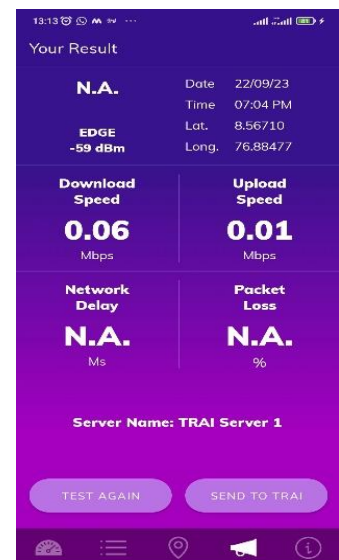 13:13
Your Result
N.A.
EDGE
-59 dBm
Date 22/09/23
Time 07:04 PM
Lat. 8.56710
Long. 76.88477
Download Speed
0.06
Mbps
Upload Speed
0.01
Mbps
Network Delay
N.A.
Ms
Packet Loss
N.A.
%
Server Name: TRAI Server 1
TEST AGAIN
SEND TO TRAI